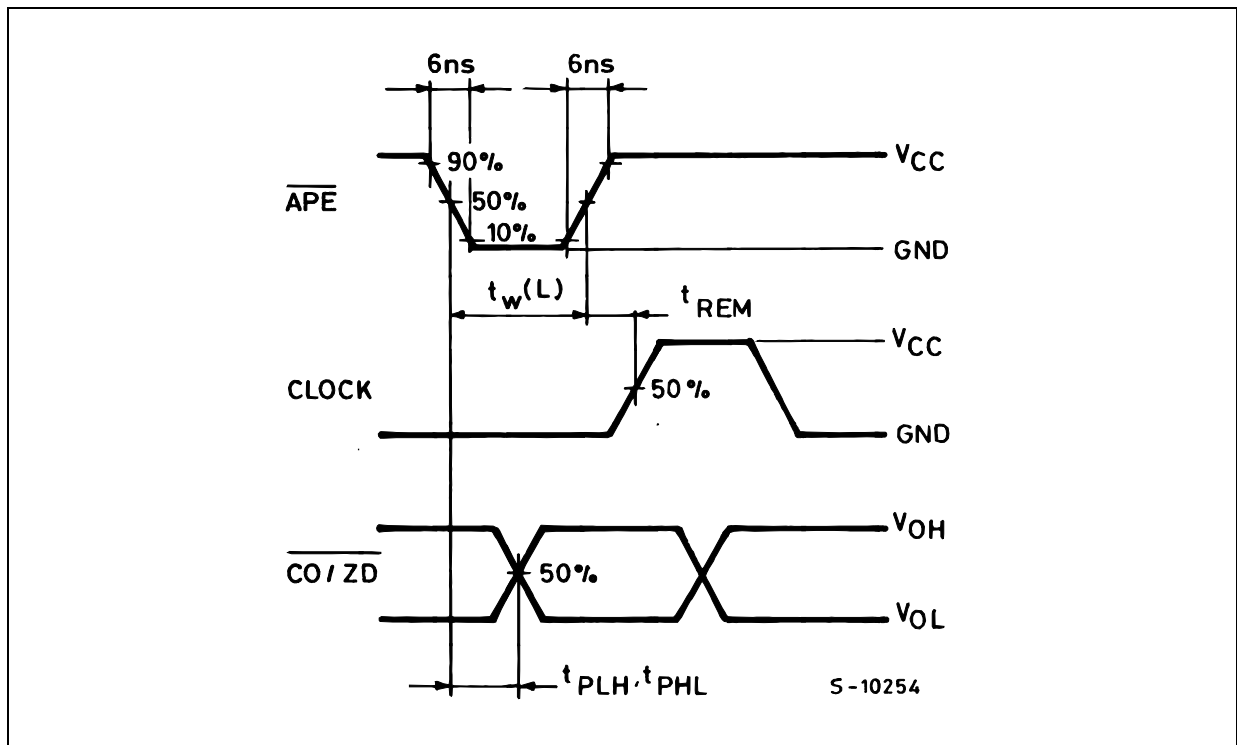 6ns 6ns
90%
VCC
APE
50%
10%
GND
tw(L)
tREM
VCC
CLOCK
50%
GND
VOH
CO/ZD
50%
VOL
tPLH,tPHL
S-10254